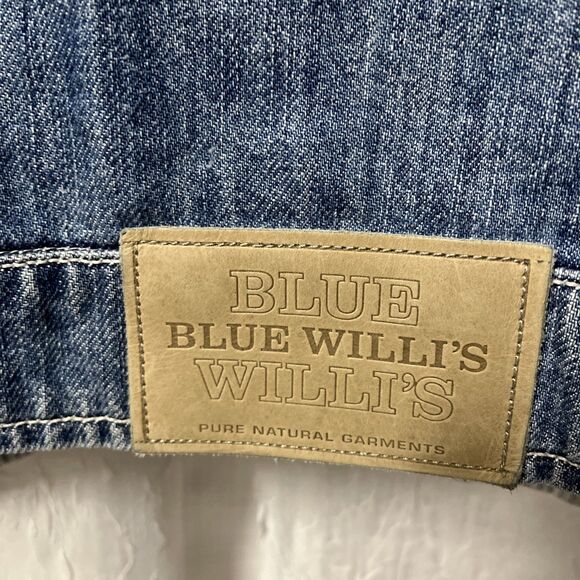 BLUE
BLUE WILLI'S
WILLI'S
PURE NATURAL GARMENTS